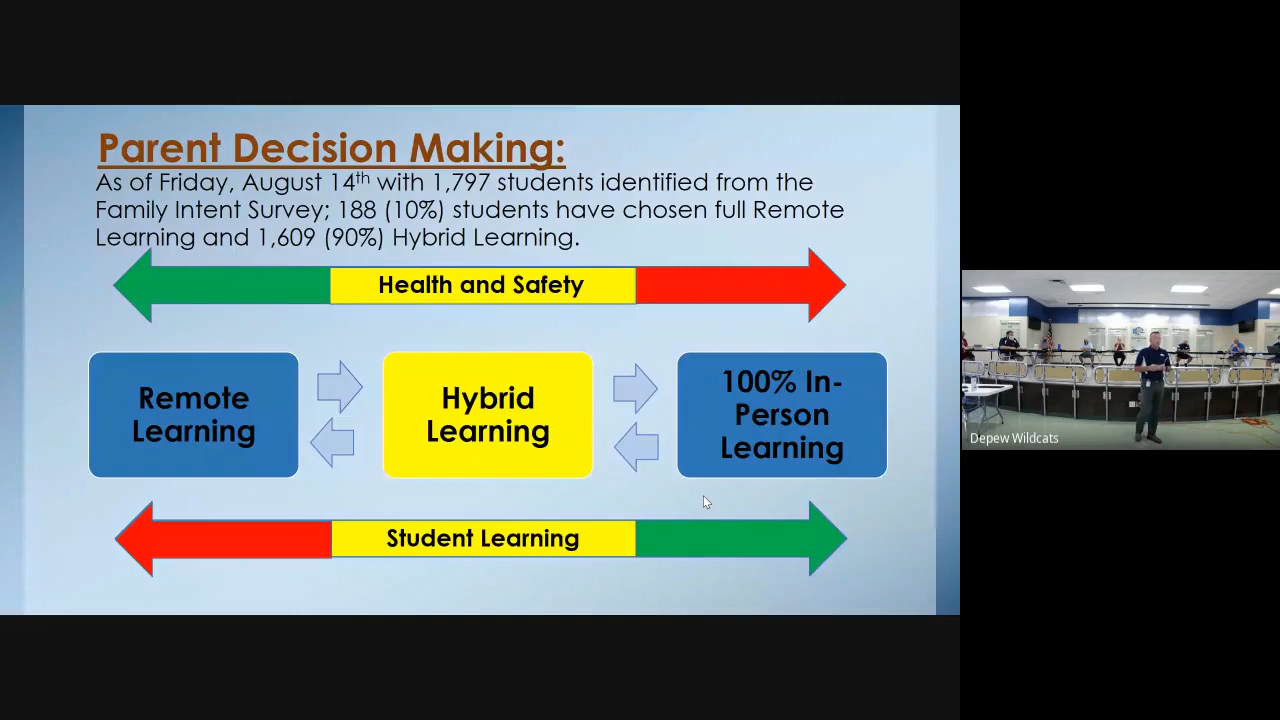 Parent Decision Making:
As of Friday, August 14th with 1,797 students identified from the
Family Intent Survey; 188 (10%) students have chosen full Remote
Learning and 1,609 (90%) Hybrid Learning.
Health and Safety
Remote
Learning
Hybrid
Learning
100% In-
Person
Learning
Student Learning
Depew Wildcats